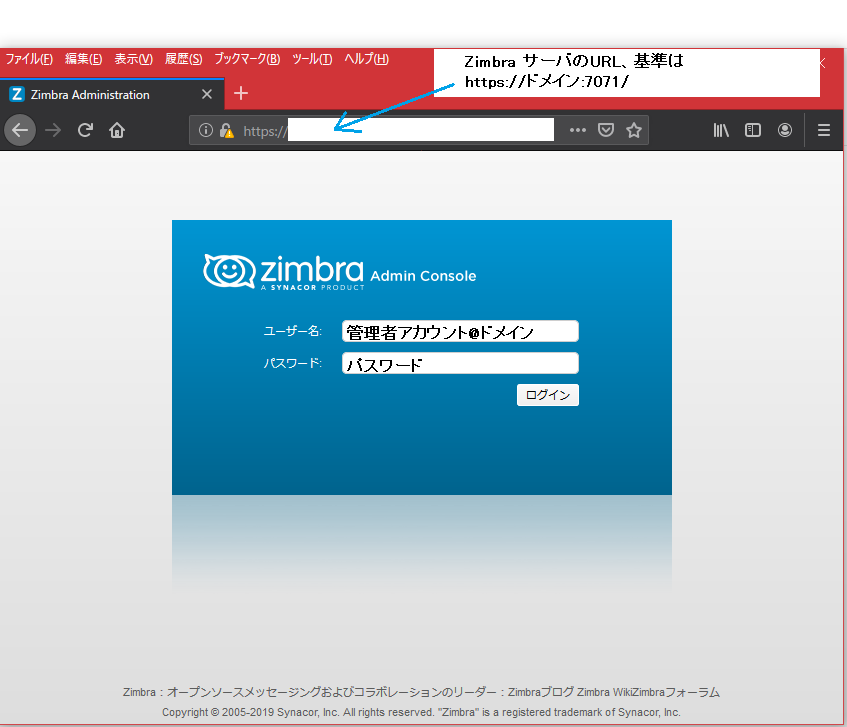 ファイル(F) 編集(E) 表示(V) 履歴(S) ブックマーク(B) ツール(T) ヘルプ(H)
Zimbra サーバのURL、基準は
https://ドメイン:7071/
Z Zimbra Administration
https://
zimbra Admin Console
A SYNACOR PRODUCT
ユーザー名: 管理者アカウント@ドメイン
パスワード: パスワード
ログイン
Zimbra：オープンソースメッセージングおよびコラボレーションのリーダー：Zimbraブログ Zimbra WikiZimbraフォーラム
Copyright © 2005-2019 Synacor, Inc. All rights reserved. "Zimbra" is a registered trademark of Synacor, Inc.